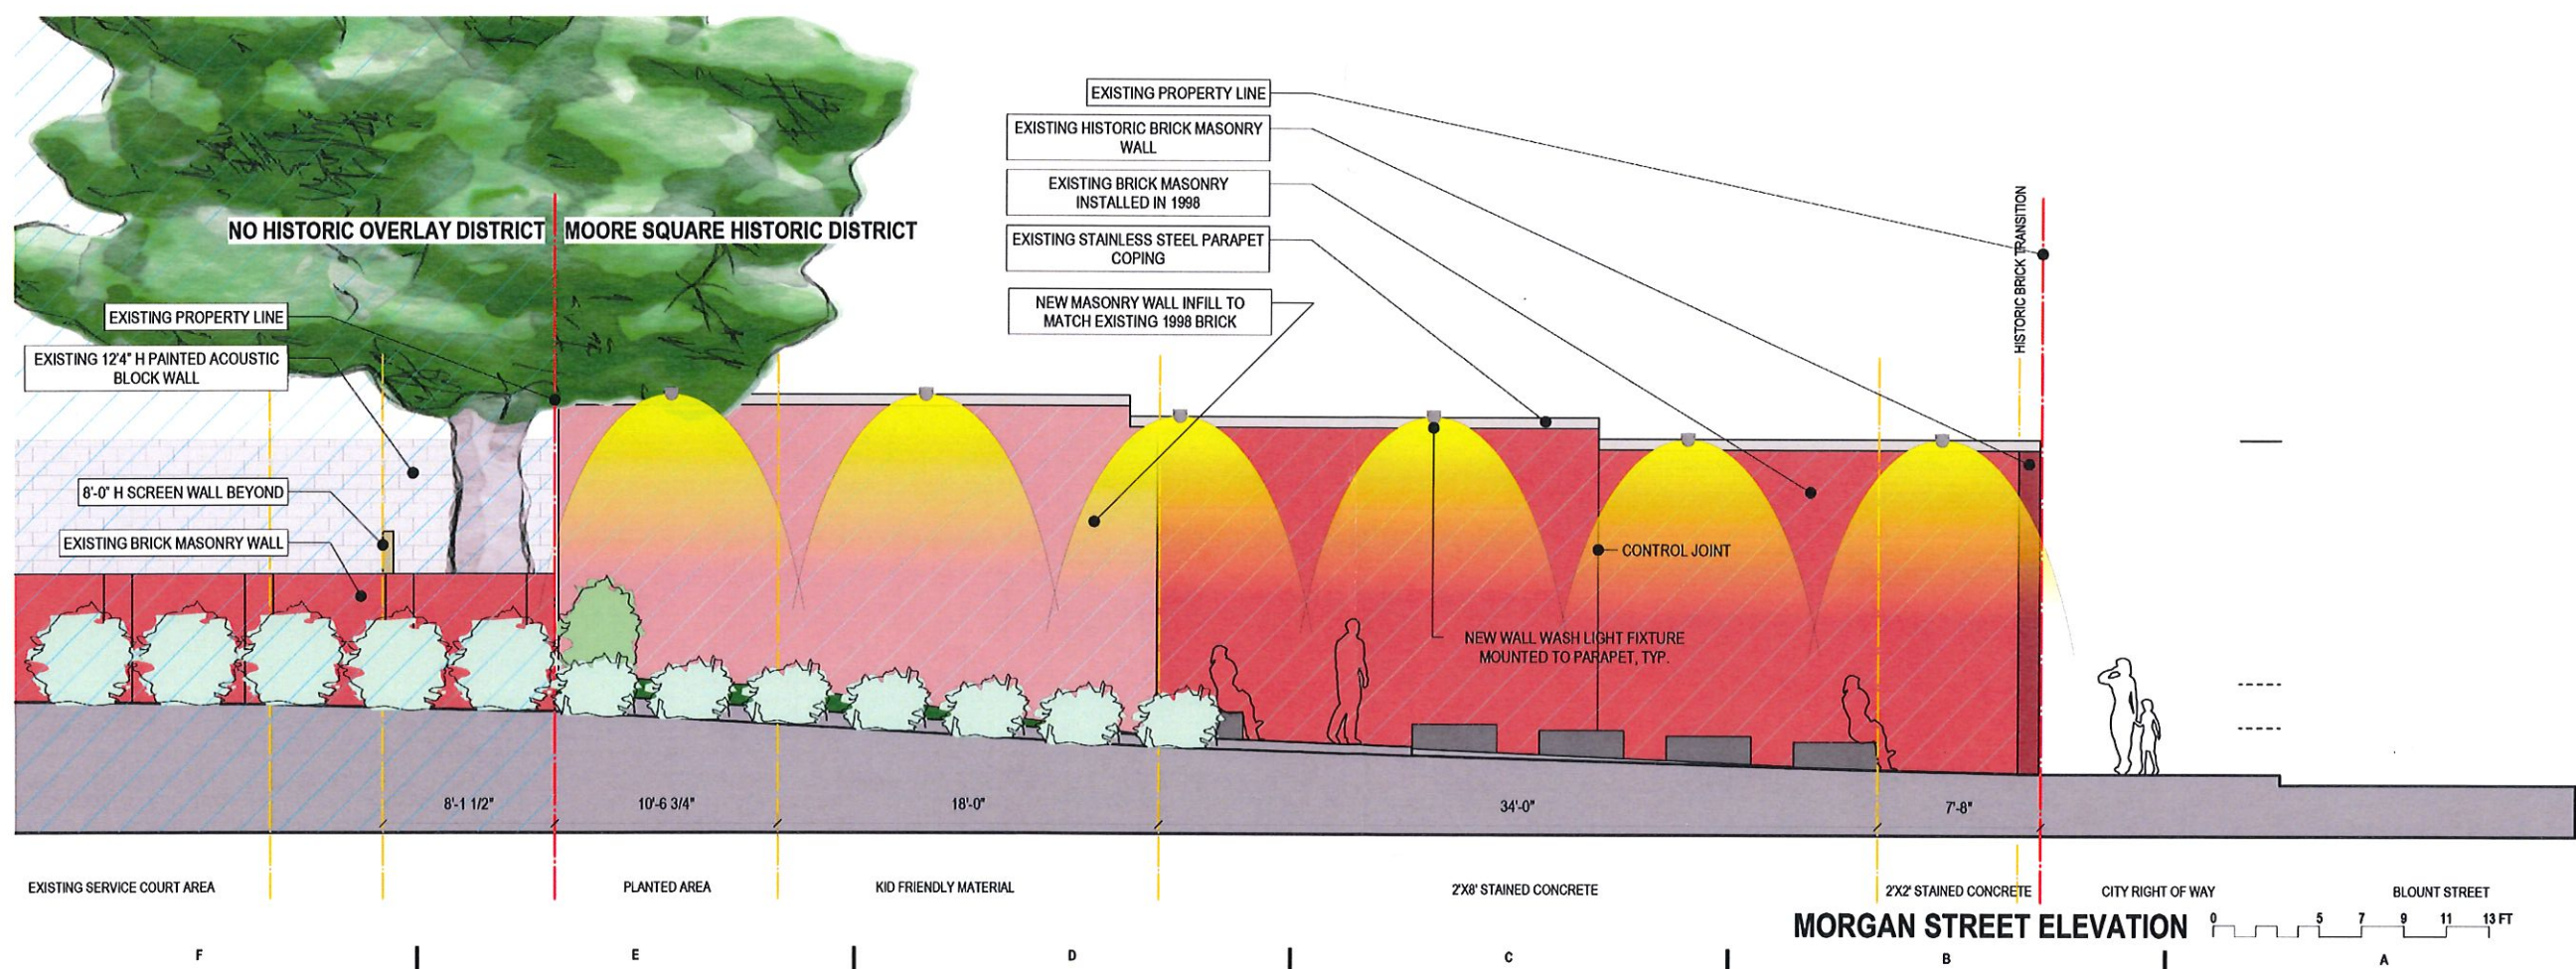 EXISTING PROPERTY LINE
EXISTING HISTORIC BRICK MASONRY
WALL
EXISTING BRICK MASONRY
INSTALLED IN 1998
EXISTING STAINLESS STEEL PARAPET
COPING
NEW MASONRY WALL INFILL TO
MATCH EXISTING 1998 BRICK
HISTORIC BRICK TRANSITION
NO HISTORIC OVERLAY DISTRICT
MOORE SQUARE HISTORIC DISTRICT
EXISTING PROPERTY LINE
EXISTING 12'4" H PAINTED ACOUSTIC
BLOCK WALL
8'-0" H SCREEN WALL BEYOND
EXISTING BRICK MASONRY WALL
CONTROL JOINT
NEW WALL WASH LIGHT FIXTURE
MOUNTED TO PARAPET, TYP.
8'-1 1/2"
10'-6 3/4"
18'-0"
34'-0"
7'-8"
EXISTING SERVICE COURT AREA
PLANTED AREA
KID FRIENDLY MATERIAL
2'X8' STAINED CONCRETE
2'X2' STAINED CONCRETE
CITY RIGHT OF WAY
BLOUNT STREET
MORGAN STREET ELEVATION
0 5 7 9 11 13 FT
F E D C B A